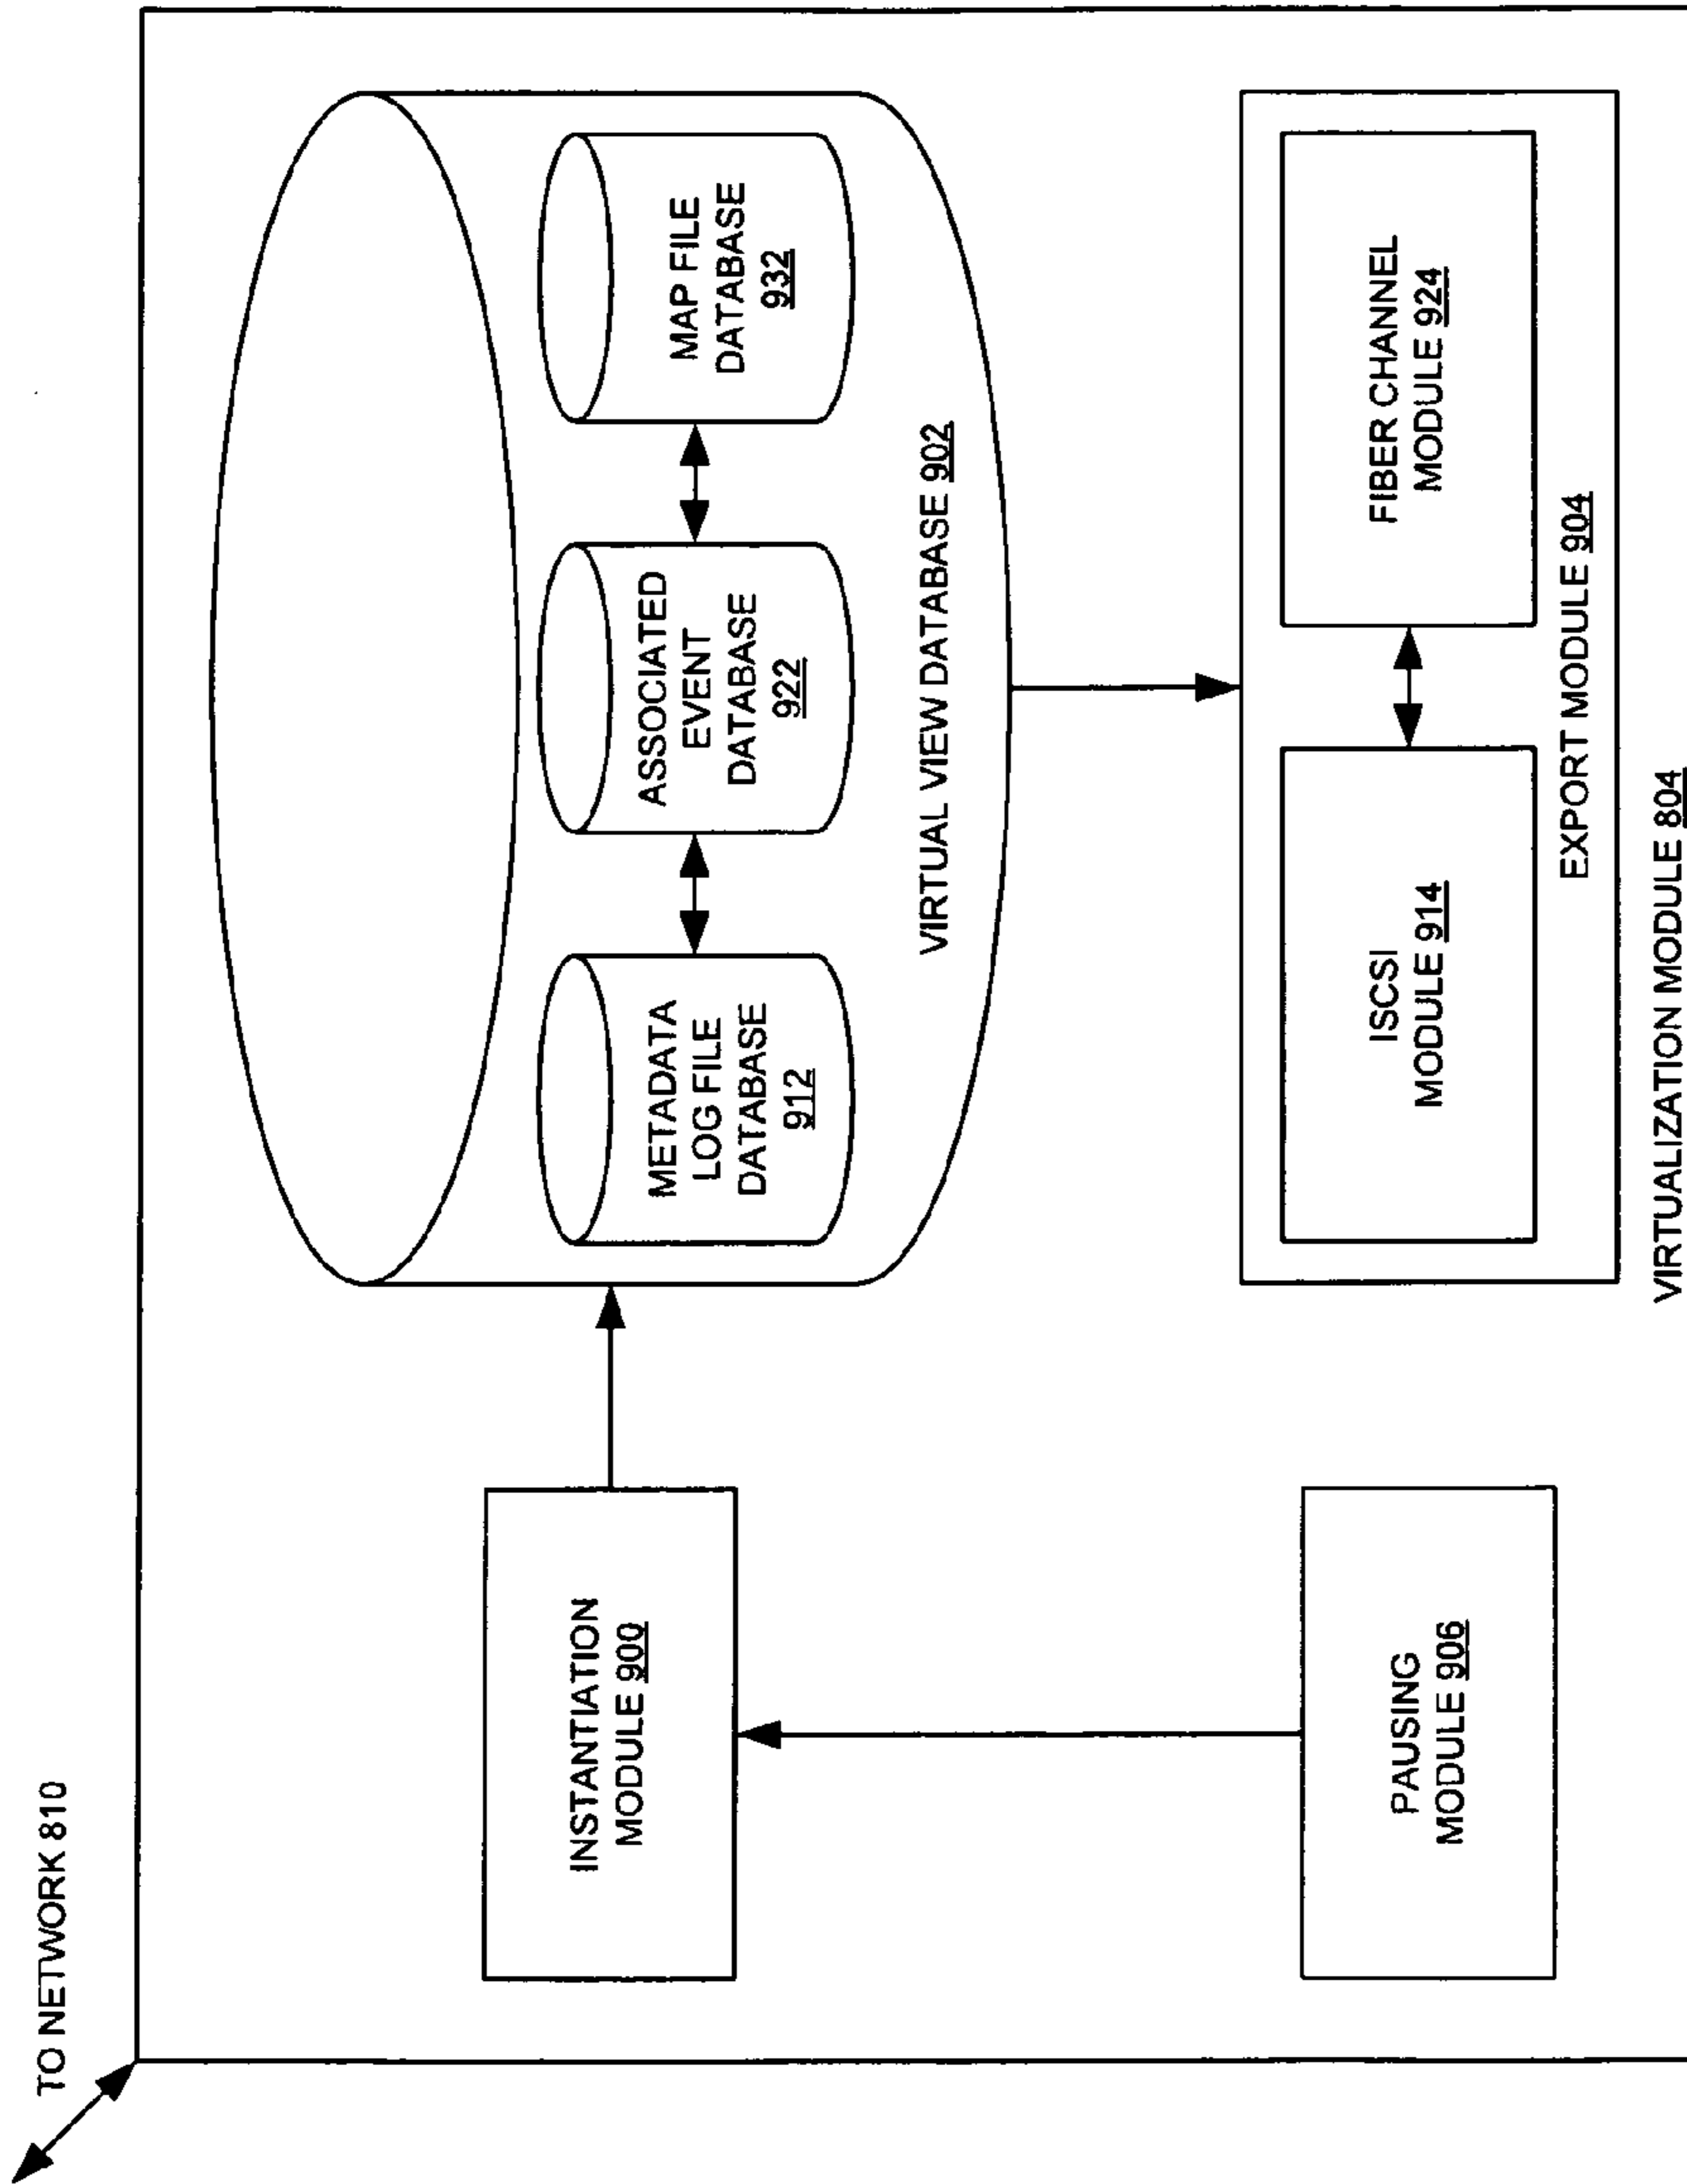 TO NETWORK 810
INSTANTIATION
MODULE 900
METADATA
LOG FILE
DATABASE
912
ASSOCIATED
EVENT
DATABASE
922
MAP FILE
DATABASE
932
VIRTUAL VIEW DATABASE 902
PAUSING
MODULE 906
ISCSI
MODULE 914
FIBER CHANNEL
MODULE 924
EXPORT MODULE 904
VIRTUALIZATION MODULE 804